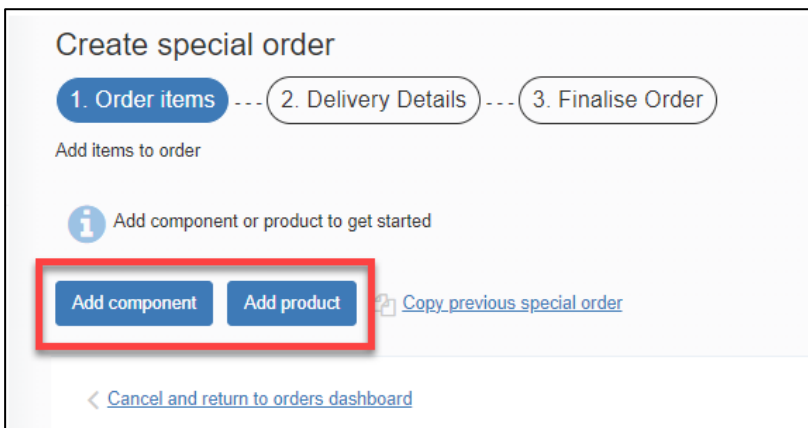 Create special order
1. Order items --- 2. Delivery Details --- 3. Finalise Order
Add items to order
Add component or product to get started
Add component Add product Copy previous special order
Cancel and return to orders dashboard